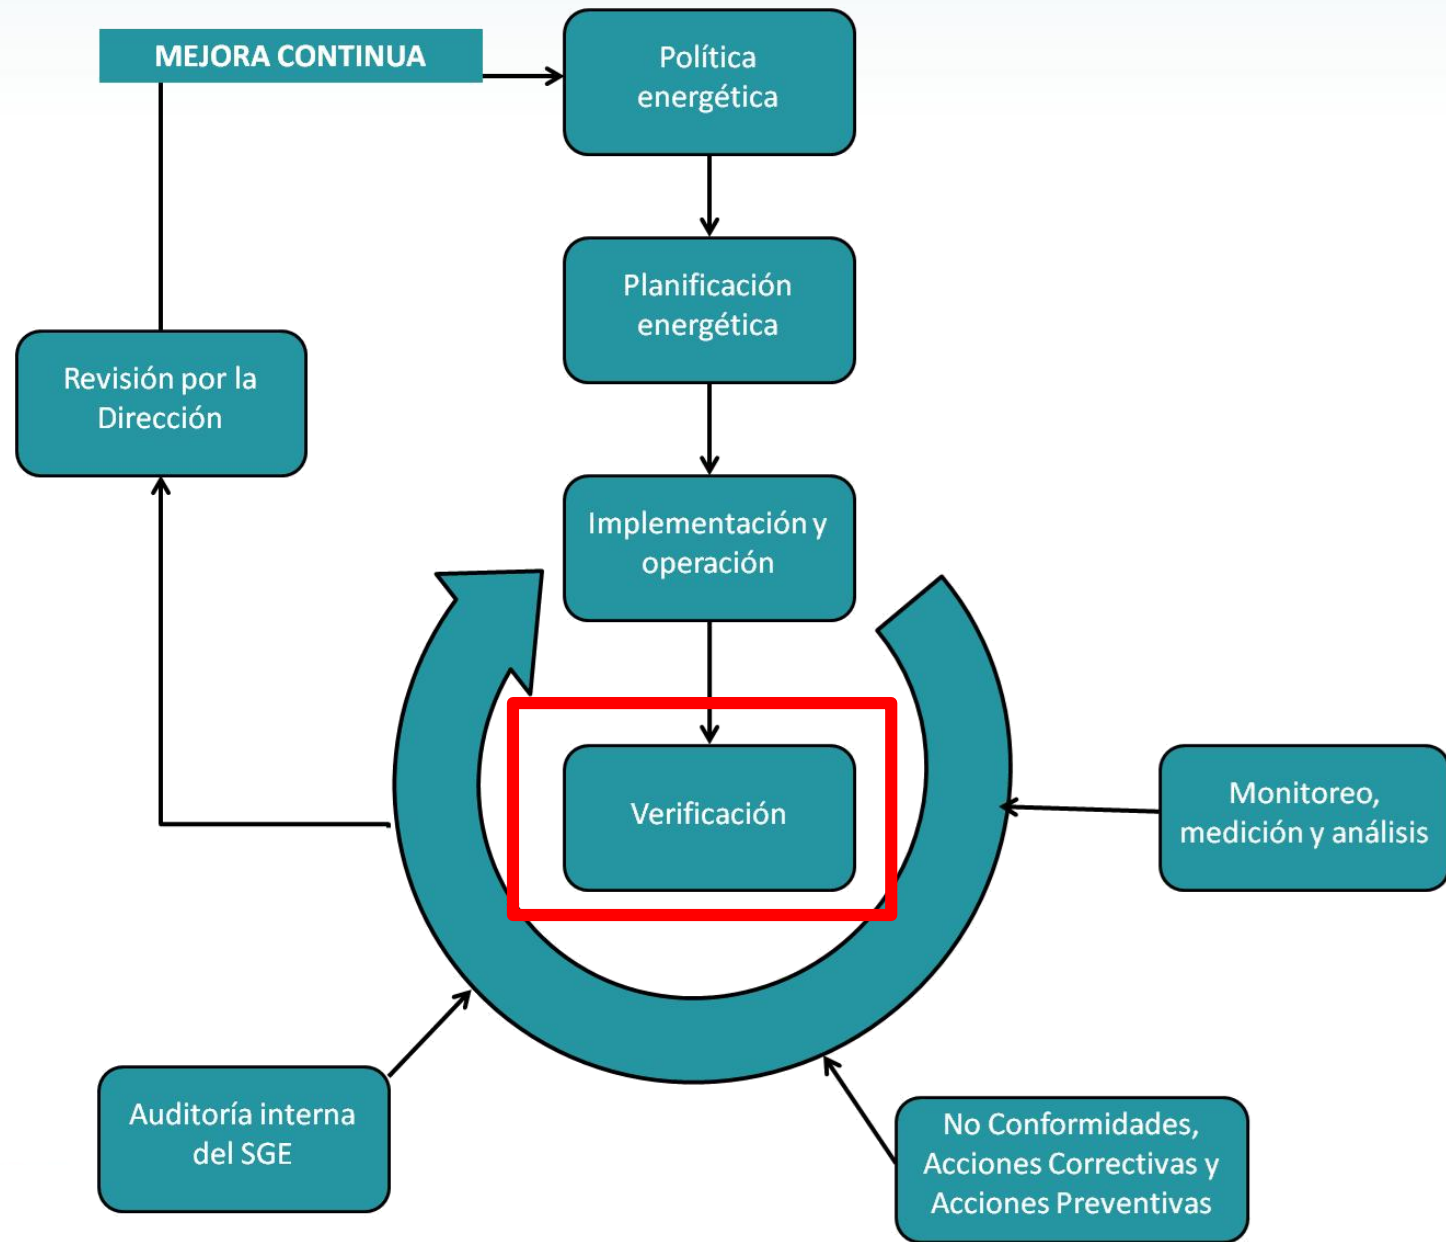 MEJORA CONTINUA
Política
energética
Planificación
energética
Revisión por la
Dirección
Implementación y
operación
Verificación
Monitoreo,
medición y análisis
Auditoría interna
del SGE
No Conformidades,
Acciones Correctivas y
Acciones Preventivas